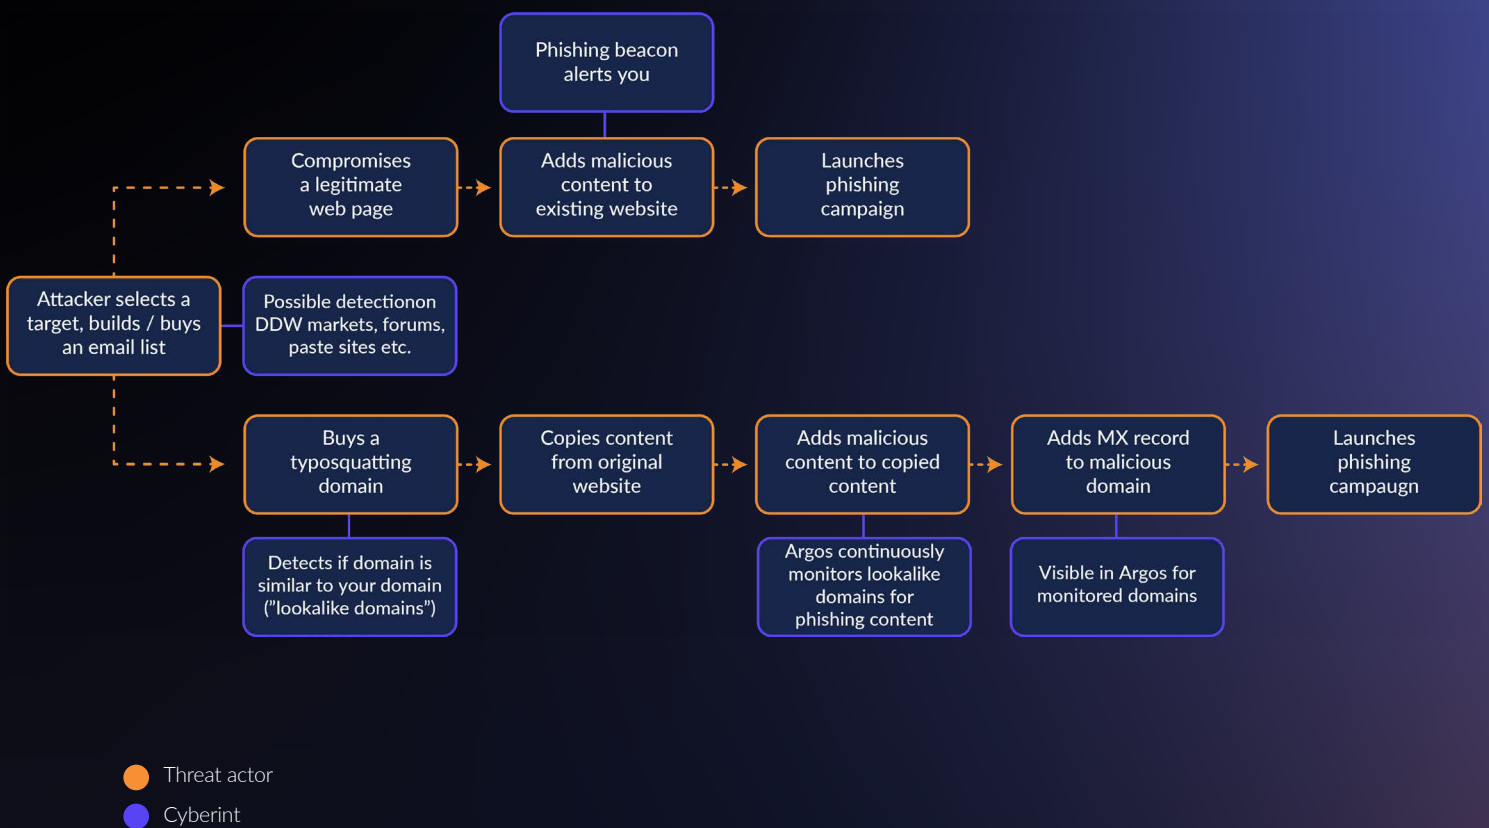 Phishing beacon
alerts you
Compromises
a legitimate
web page
Adds malicious
content to
existing website
Launches
phishing
campaign
Attacker selects a
target, builds / buys
an email list
Possible detectionon
DDW markets, forums,
paste sites etc.
Buys a
typosquatting
domain
Copies content
from original
website
Adds malicious
content to copied
content
Adds MX record
to malicious
domain
Launches
phishing
campaugn
Detects if domain is
similar to your domain
("lookalike domains")
Argos continuously
monitors lookalike
domains for
phishing content
Visible in Argos for
monitored domains
Threat actor
Cyberint